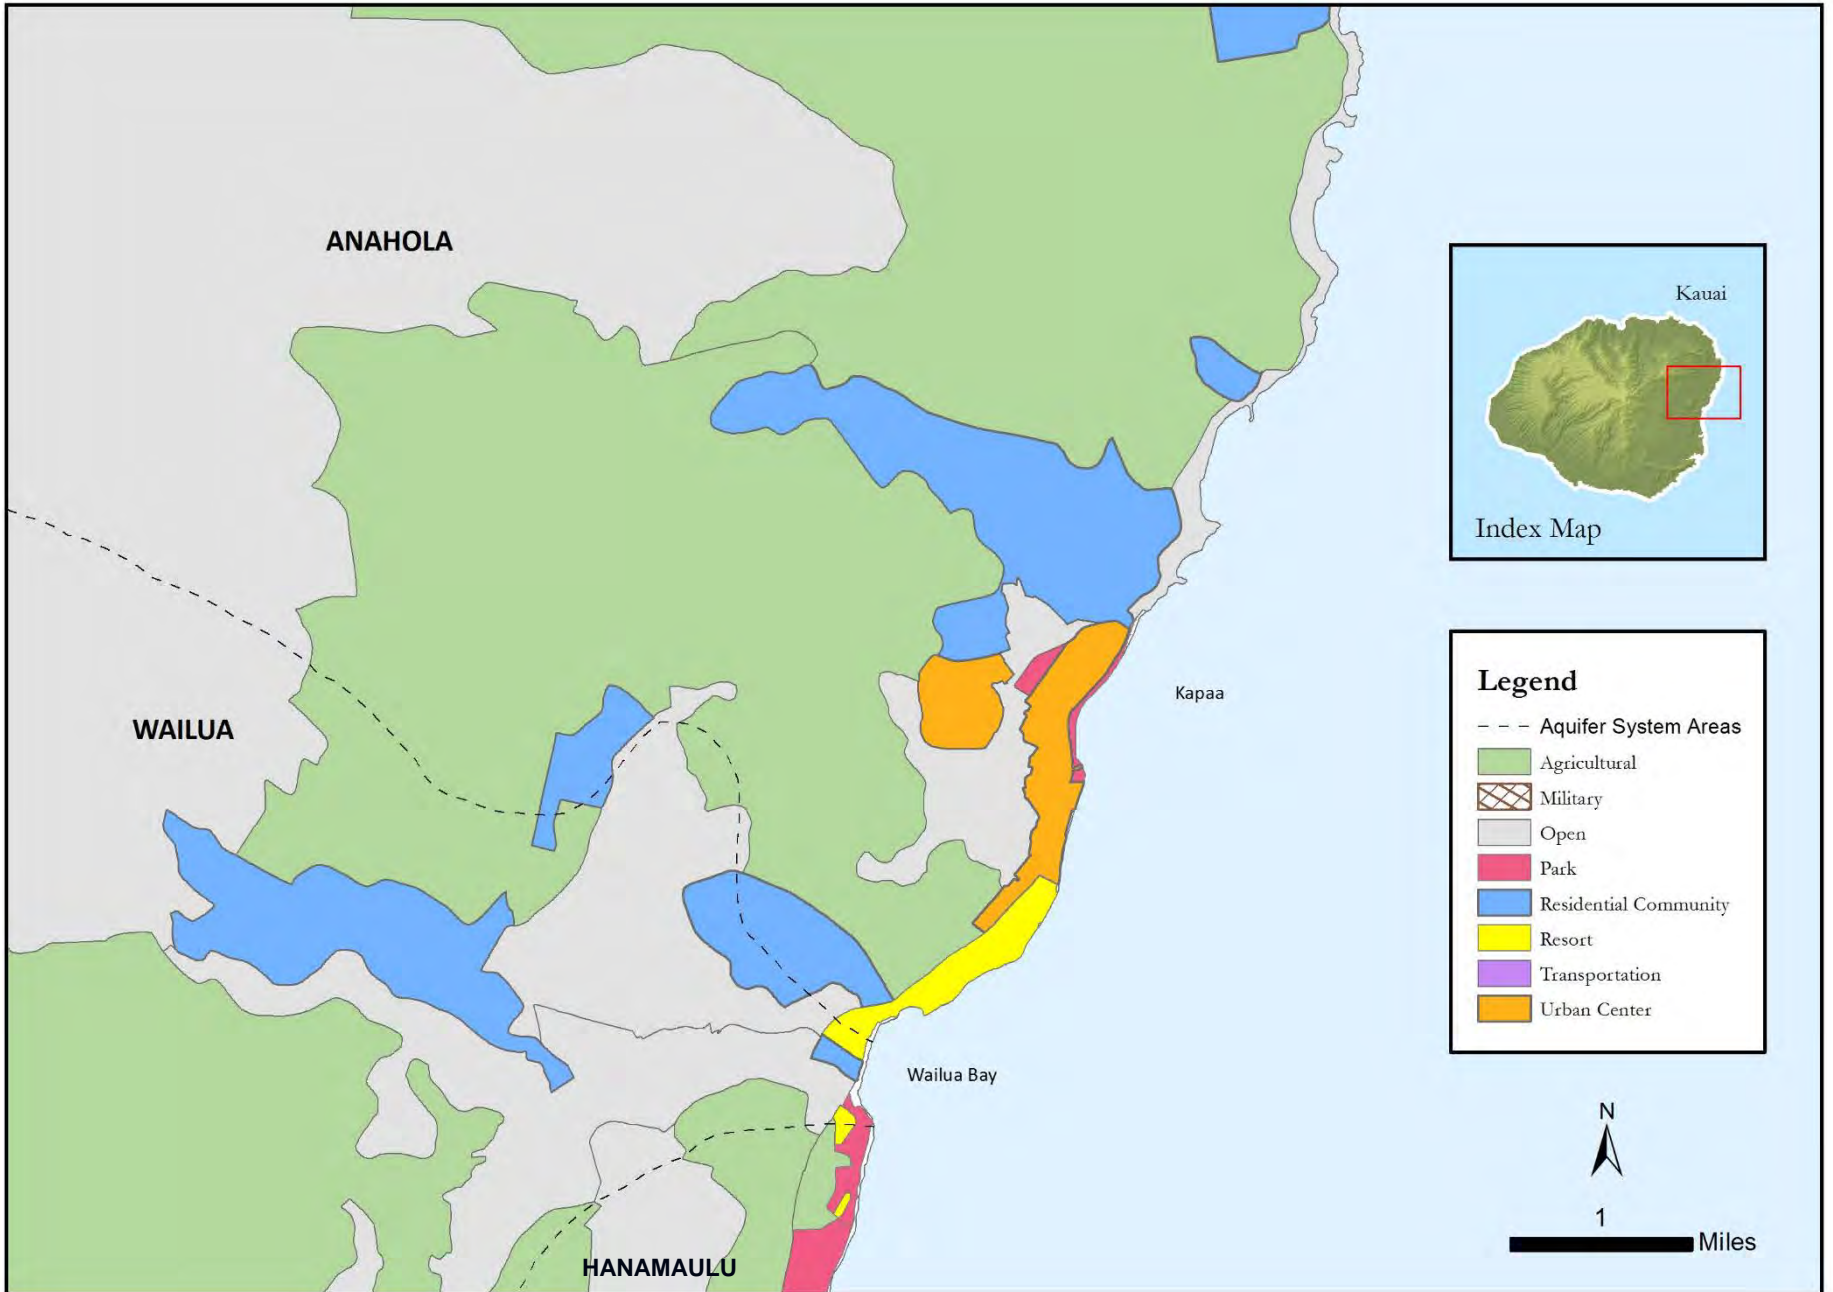 ANAHOLA
WAILUA
HANAMAULU
Kapaa
Wailua Bay
Kauai
Index Map
Legend
Aquifer System Areas
Agricultural
Military
Open
Park
Residential Community
Resort
Transportation
Urban Center
N
1
Miles